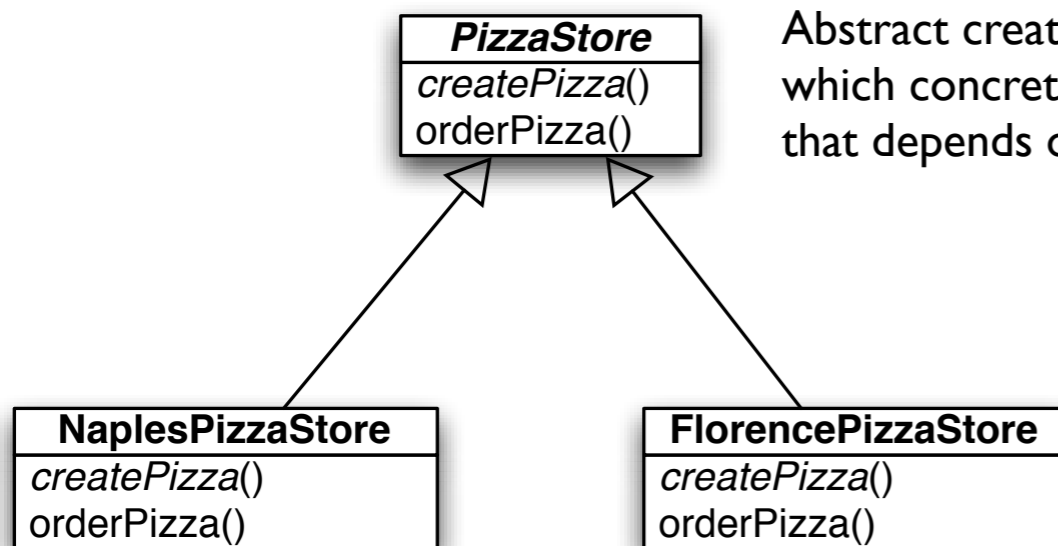 PizzaStore
createPizza()
orderPizza()
Abstract creat
which concret
that depends
NaplesPizzaStore
createPizza()
orderPizza()
FlorencePizzaStore
createPizza()
orderPizza()